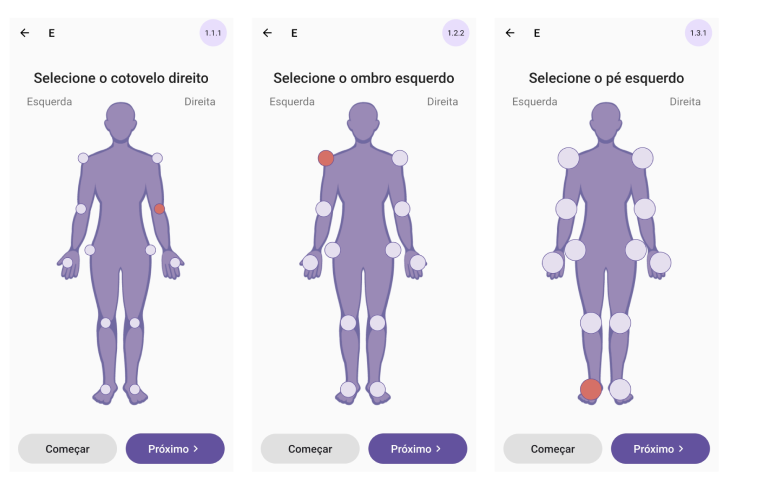 E
1.1.1
Selecione o cotovelo direito
Esquerda
Direita
Começar
Próximo
E
1.2.2
Selecione o ombro esquerdo
Esquerda
Direita
Começar
Próximo
E
1.3.1
Selecione o pé esquerdo
Esquerda
Direita
Começar
Próximo